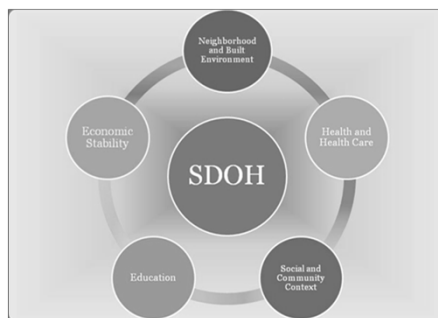 Neighborhood
and Built
Environment
Economic
Stability
Health and
Health Care
SDOH
Education
Social and
Community
Context